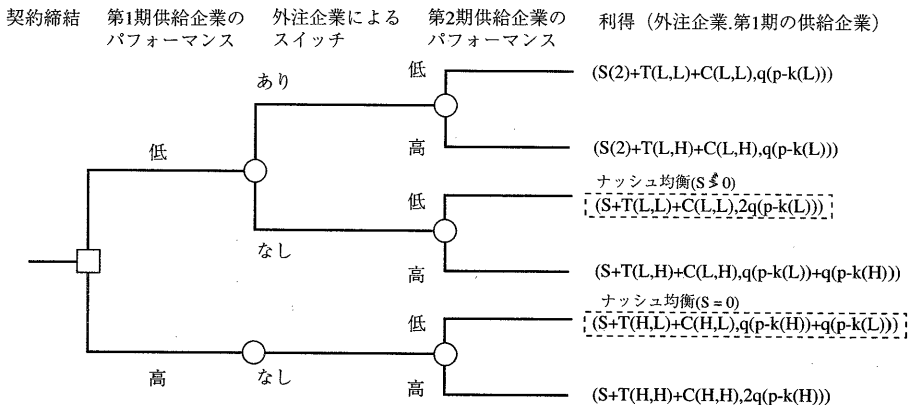 契約締結
第1期供給企業の
パフォーマンス
外注企業による
スイッチ
第2期供給企業の
パフォーマンス
利得（外注企業.第1期の供給企業）
あり
低
(S(2)+T(L,L)+C(L,L),q(p-k(L)))
高
(S(2)+T(L,H)+C(L,H),q(p-k(L)))
低
ナッシュ均衡(S≦0)
低
(S+T(L,L)+C(L,L),2q(p-k(L)))
なし
高
(S+T(L,H)+C(L,H),q(p-k(L))+q(p-k(H)))
ナッシュ均衡(S = 0)
低
(S+T(H,L)+C(H,L),q(p-k(H))+q(p-k(L)))
高
なし
高
(S+T(H,H)+C(H,H),2q(p-k(H)))